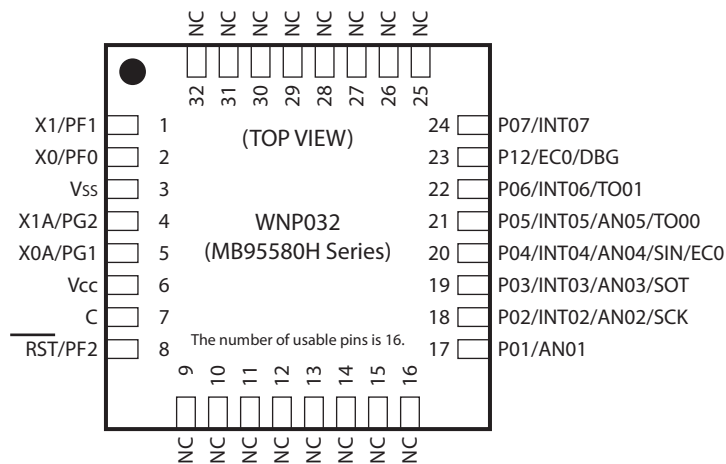 NC NC NC NC NC NC NC NC
32 31 30 29 28 27 26 25
X1/PF1 1 (TOP VIEW) 24 P07/INT07
X0/PF0 2 23 P12/EC0/DBG
Vss 3 22 P06/INT06/TO01
X1A/PG2 4 WNP032 21 P05/INT05/AN05/TO00
X0A/PG1 5 (MB95580H Series) 20 P04/INT04/AN04/SIN/EC0
Vcc 6 19 P03/INT03/AN03/SOT
C 7 The number of usable pins is 16. 18 P02/INT02/AN02/SCK
RST/PF2 8 17 P01/AN01
9 10 11 12 13 14 15 16
NC NC NC NC NC NC NC NC